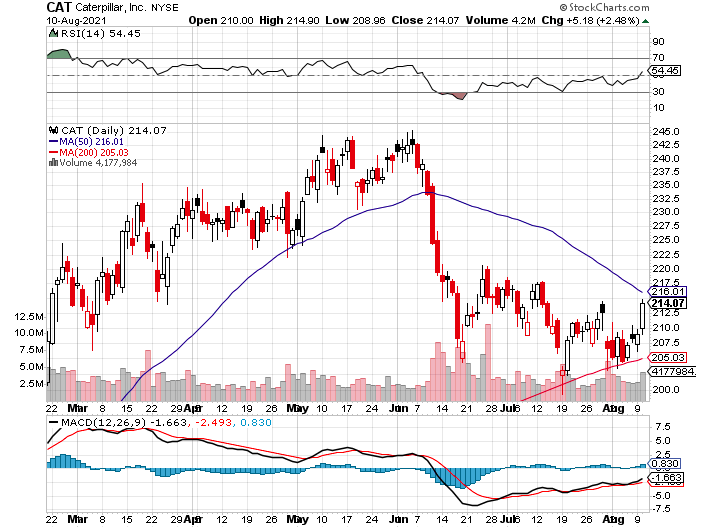 CAT Caterpillar, Inc. NYSE © StockCharts.com
10-Aug-2021 Open 210.00 High 214.90 Low 208.96 Close 214.07 Volume 4.2M Chg +5.18 (+2.48%)
RSI(14) 54.45
90
70
54.45
50
30
10
CAT (Daily) 214.07
MA(50) 216.01
MA(200) 205.03
Volume 4,177,984
245.0
242.5
240.0
237.5
235.0
232.5
230.0
227.5
225.0
222.5
220.0
217.5
216.01
214.07
212.5
210.0
207.5
205.03
4177984
200.0
12.5M
10.0M
7.5M
5.0M
2.5M
22 Mar 8 15 22 29 Apr 12 19 26 May 10 17 24 Jun 7 14 21 28 Jul 6 12 19 26 Aug 9
MACD(12,26,9) -1.663, -2.493, 0.830
7.5
5.0
2.5
0.830
-1.663
-5.0
-7.5
22 Mar 8 15 22 29 Apr 12 19 26 May 10 17 24 Jun 7 14 21 28 Jul 6 12 19 26 Aug 9